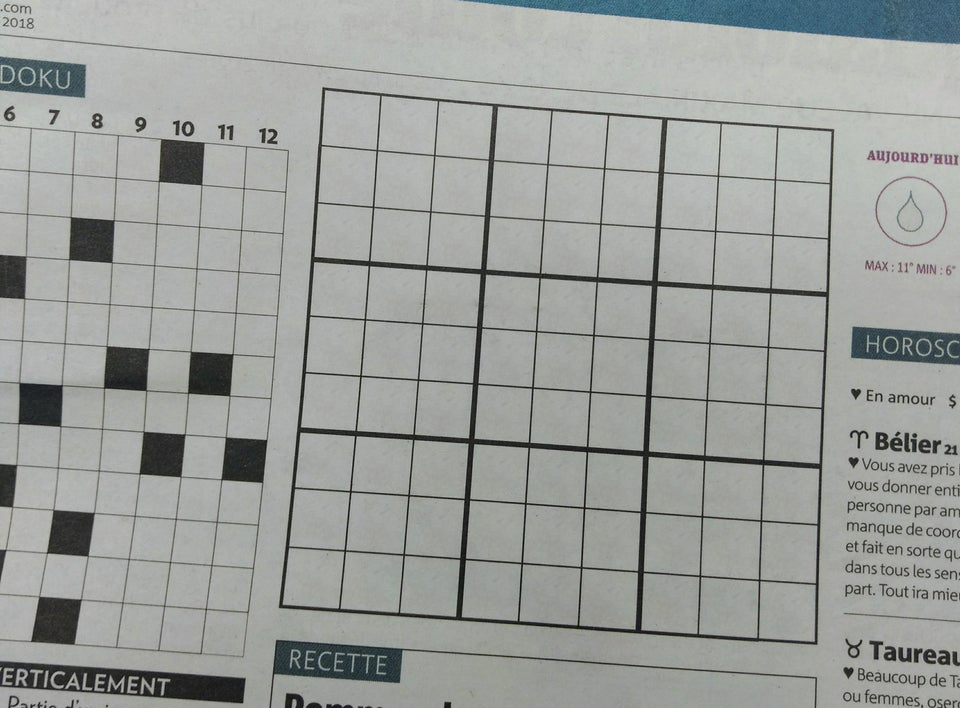 .com
2018
DOKU
6 7 8 9 10 11 12
AUJOURD'HUI
MAX : 11° MIN : 6°
HOROSC
♥ En amour $
♈ Bélier 21
♥ Vous avez pris
vous donner enti
personne par am
manque de coord
et fait en sorte qu
dans tous les sens
part. Tout ira mie
♉ Taureau
♥ Beaucoup de Ta
ou femmes, osero
RECETTE
VERTICALEMENT